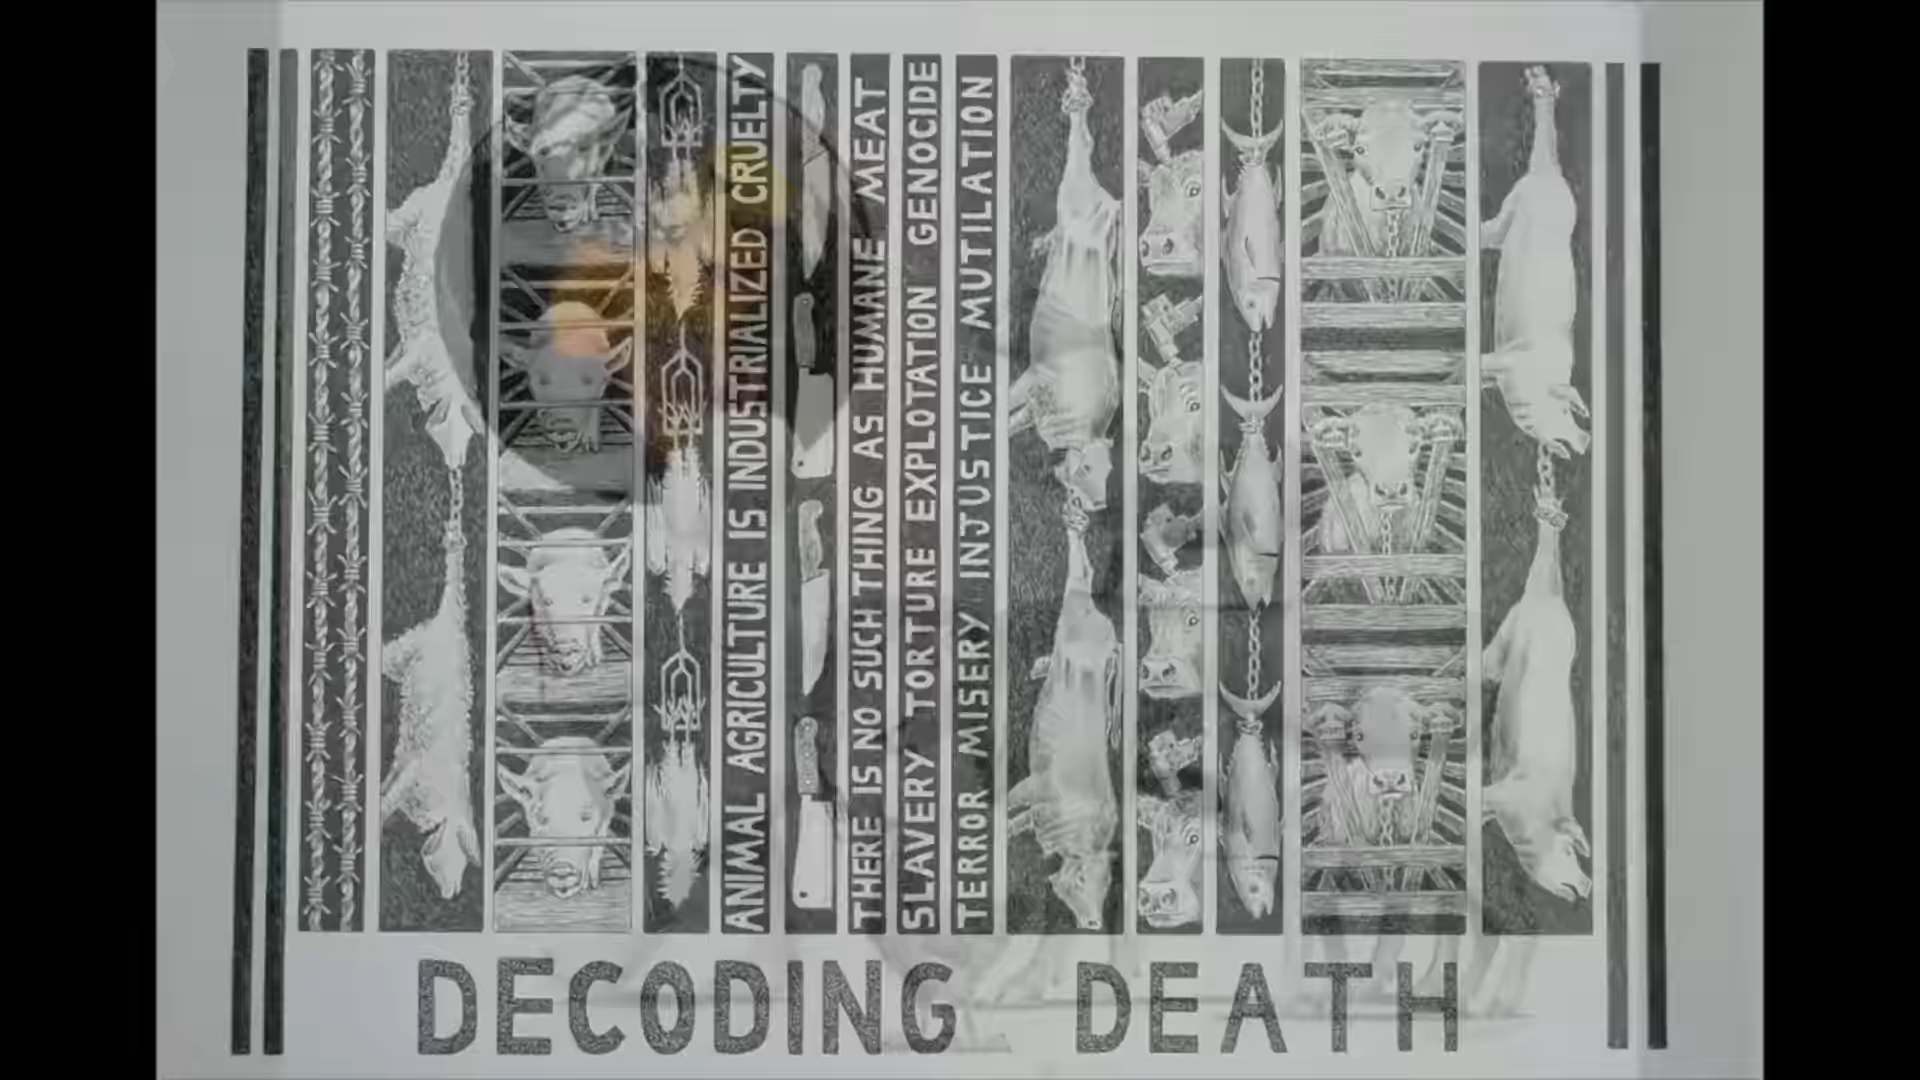 ANIMAL AGRICULTURE IS INDUSTRIALIZED CRUELTY
THERE IS NO SUCH THING AS HUMANE MEAT
SLAVERY TORTURE EXPLOTATION GENOCIDE
TERROR MISERY INJUSTICE MUTILATION
DECODING DEATH